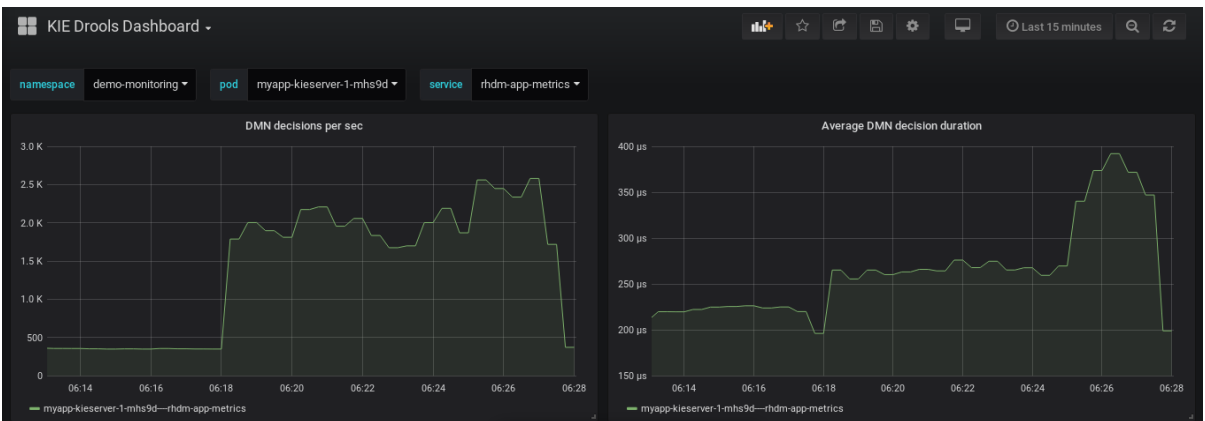 KIE Drools Dashboard
Last 15 minutes
namespace demo-monitoring pod myapp-kieserver-1-mhs9d service rhdm-app-metrics
DMN decisions per sec
3.0 K
2.5 K
2.0 K
1.5 K
1.0 K
500
0
06:14 06:16 06:18 06:20 06:22 06:24 06:26 06:28
myapp-kieserver-1-mhs9d—rhdm-app-metrics
Average DMN decision duration
400 µs
350 µs
300 µs
250 µs
200 µs
150 µs
06:14 06:16 06:18 06:20 06:22 06:24 06:26 06:28
myapp-kieserver-1-mhs9d—rhdm-app-metrics